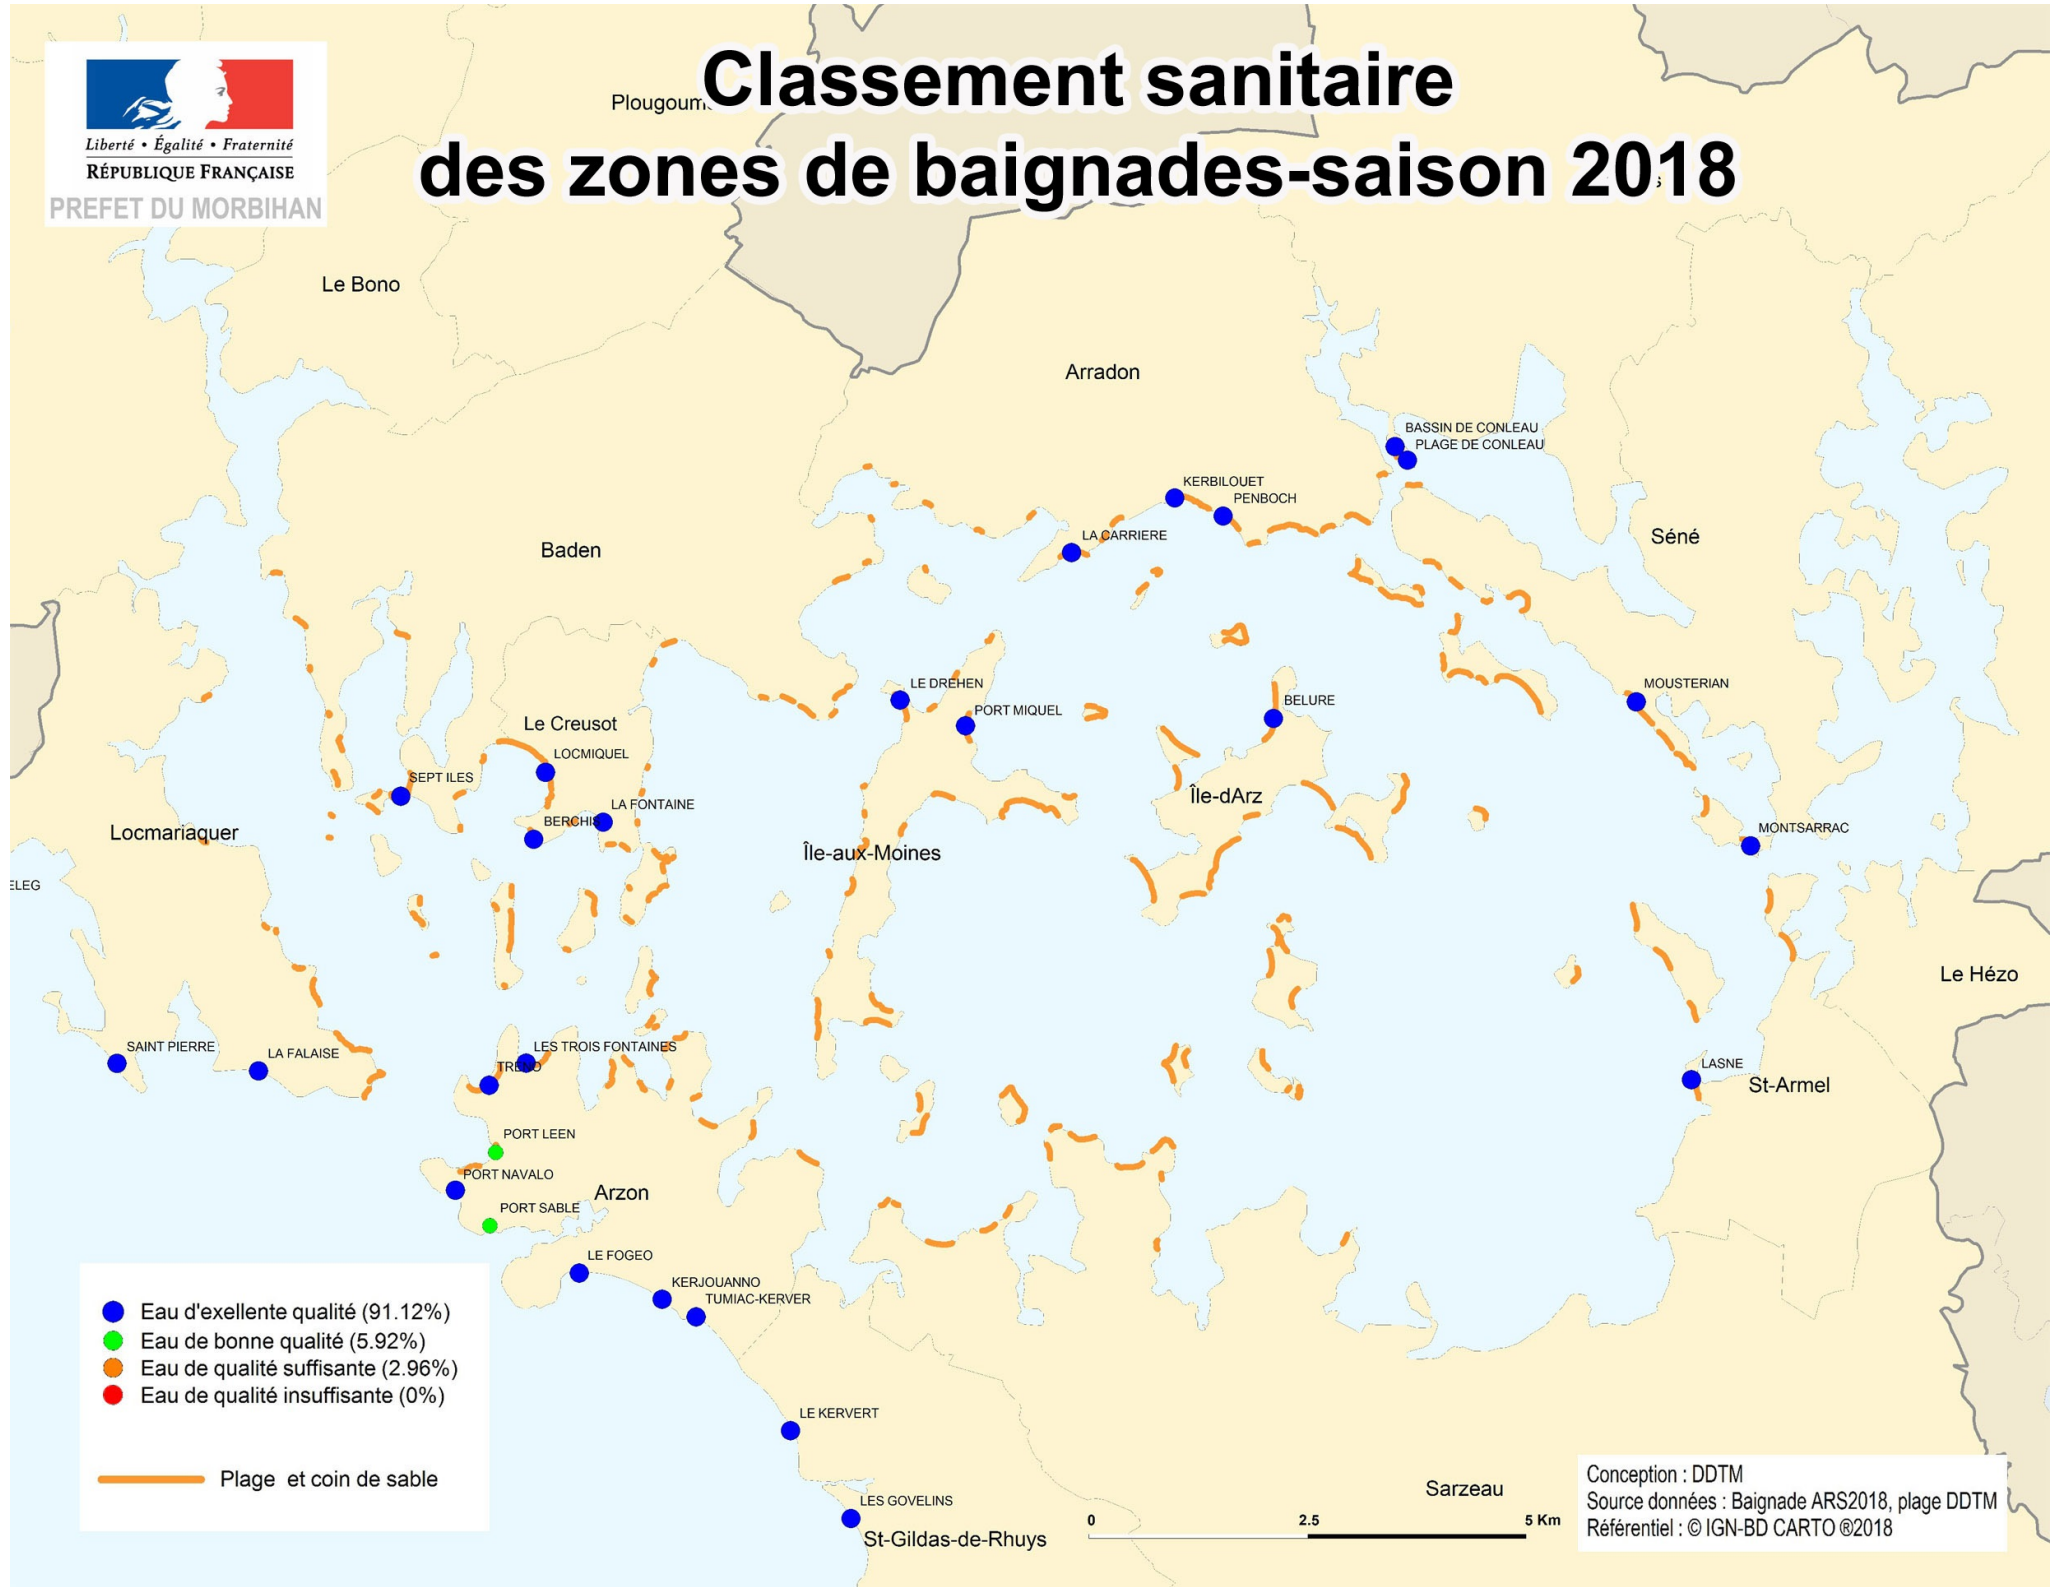 Classement sanitaire
des zones de baignades-saison 2018
Liberté • Égalité • Fraternité
RÉPUBLIQUE FRANÇAISE
PREFET DU MORBIHAN
Le Bono
Arradon
BASSIN DE CONLEAU
PLAGE DE CONLEAU
KERBILOUET
PENBOCH
LA CARRIERE
Séné
Baden
LE DREHEN
PORT MIQUEL
BELURE
MOUSTERIAN
Le Creusot
LOCMIQUEL
SEPT ILES
LA FONTAINE
BERCHIS
Île-dArz
Locmariaquer
Île-aux-Moines
MONTSARRAC
ELEG
Le Hézo
SAINT PIERRE
LA FALAISE
LES TROIS FONTAINES
TRENO
LASNE
St-Armel
PORT LEEN
PORT NAVALO
Arzon
PORT SABLE
LE FOGEO
KERJOUANNO
TUMIAC-KERVER
LE KERVERT
LES GOVELINS
St-Gildas-de-Rhuys
Sarzeau
Eau d'exellente qualité (91.12%)
Eau de bonne qualité (5.92%)
Eau de qualité suffisante (2.96%)
Eau de qualité insuffisante (0%)
Plage et coin de sable
0 2.5 5 Km
Conception : DDTM
Source données : Baignade ARS2018, plage DDTM
Référentiel : © IGN-BD CARTO ®2018